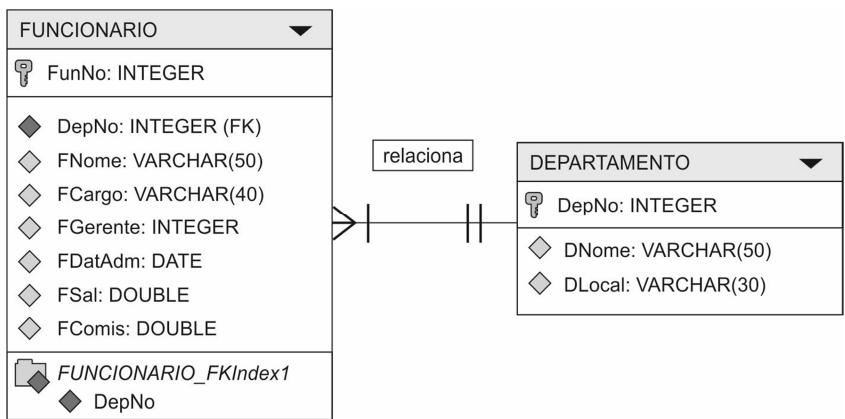 FUNCIONARIO
FunNo: INTEGER
DepNo: INTEGER (FK)
FNome: VARCHAR(50)
FCargo: VARCHAR(40)
FGerente: INTEGER
FDatAdm: DATE
FSal: DOUBLE
FComis: DOUBLE
FUNCIONARIO_FKIndex1
DepNo
relaciona
DEPARTAMENTO
DepNo: INTEGER
DNome: VARCHAR(50)
DLocal: VARCHAR(30)